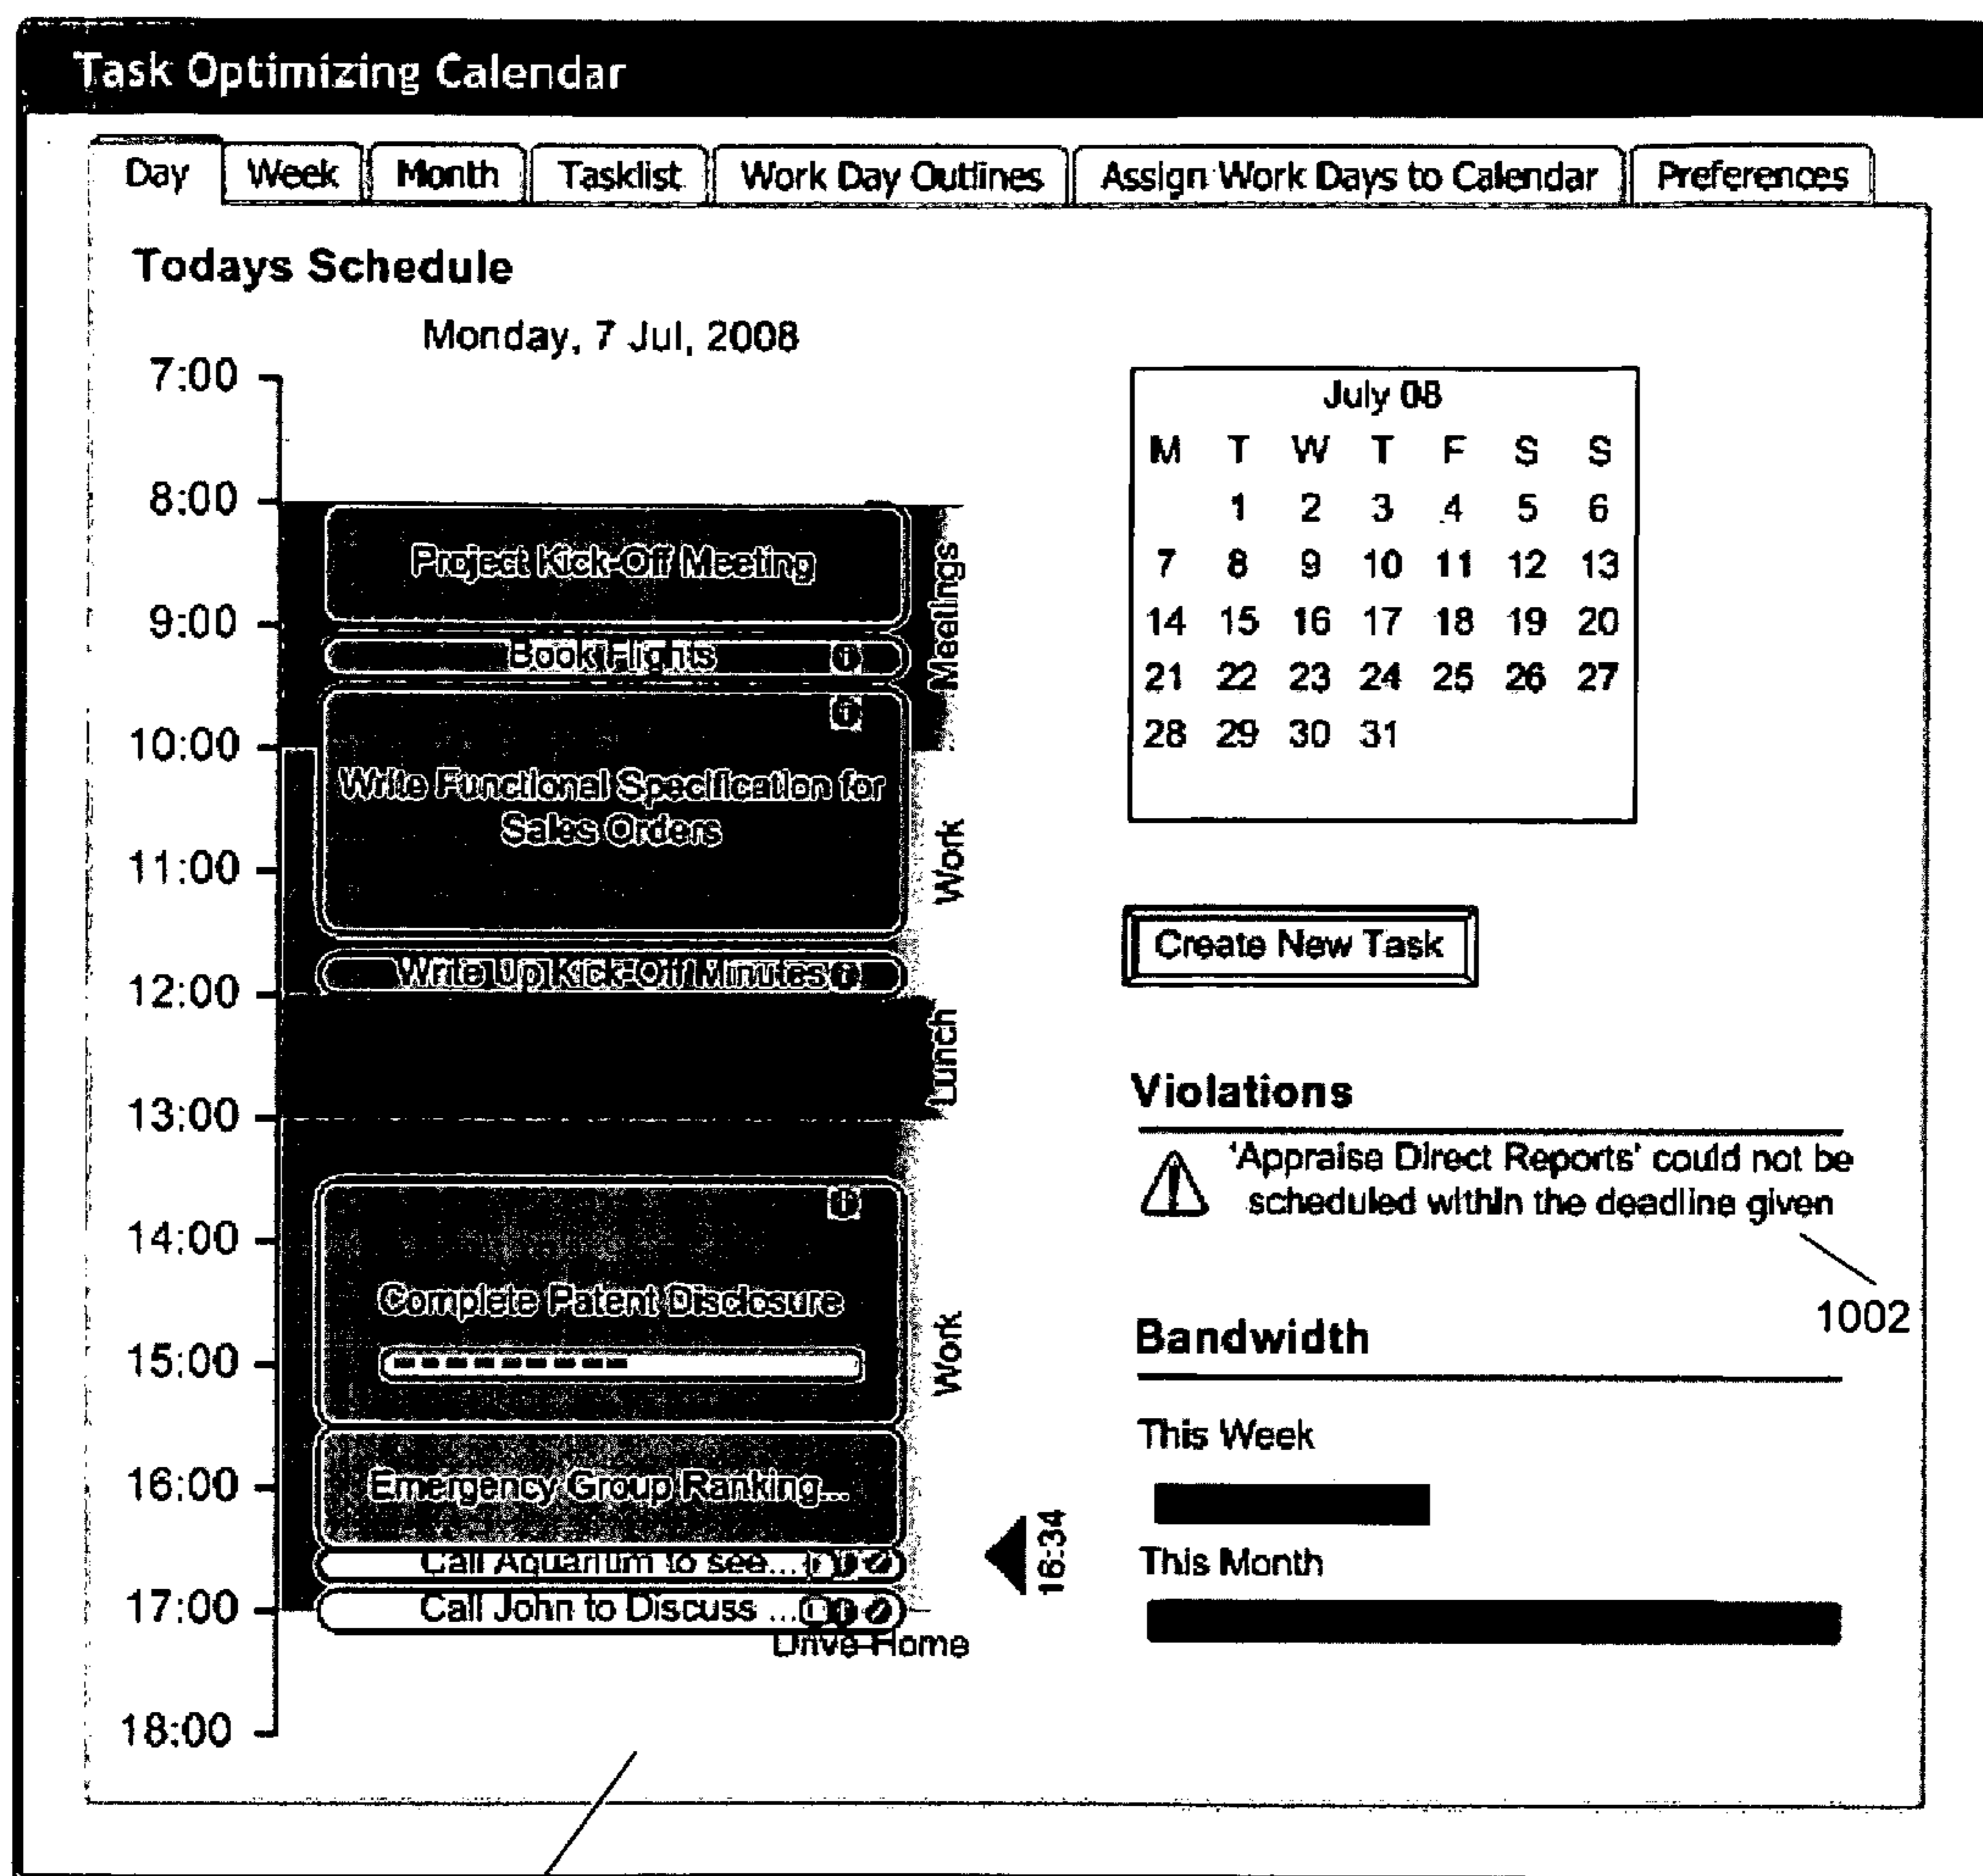 Task Optimizing Calendar
Day Week Month Tasklist Work Day Outlines Assign Work Days to Calendar Preferences
Todays Schedule
Monday, 7 Jul, 2008
7:00
8:00
9:00
10:00
11:00
12:00
13:00
14:00
15:00
16:00
17:00
18:00
Project Kick-Off Meeting
Book Flights
Write Functional Specification for
Sales Orders
Write Up Kick-Off Minutes
Complete Patent Disclosure
Emergency Group Ranking...
Call Aquarium to see...
Call John to Discuss ...
Drive Home
Meetings
Work
Lunch
Work
16:34
July 08
M T W T F S S
1 2 3 4 5 6
7 8 9 10 11 12 13
14 15 16 17 18 19 20
21 22 23 24 25 26 27
28 29 30 31
Create New Task
Violations
'Appraise Direct Reports' could not be
scheduled within the deadline given
1002
Bandwidth
This Week
This Month